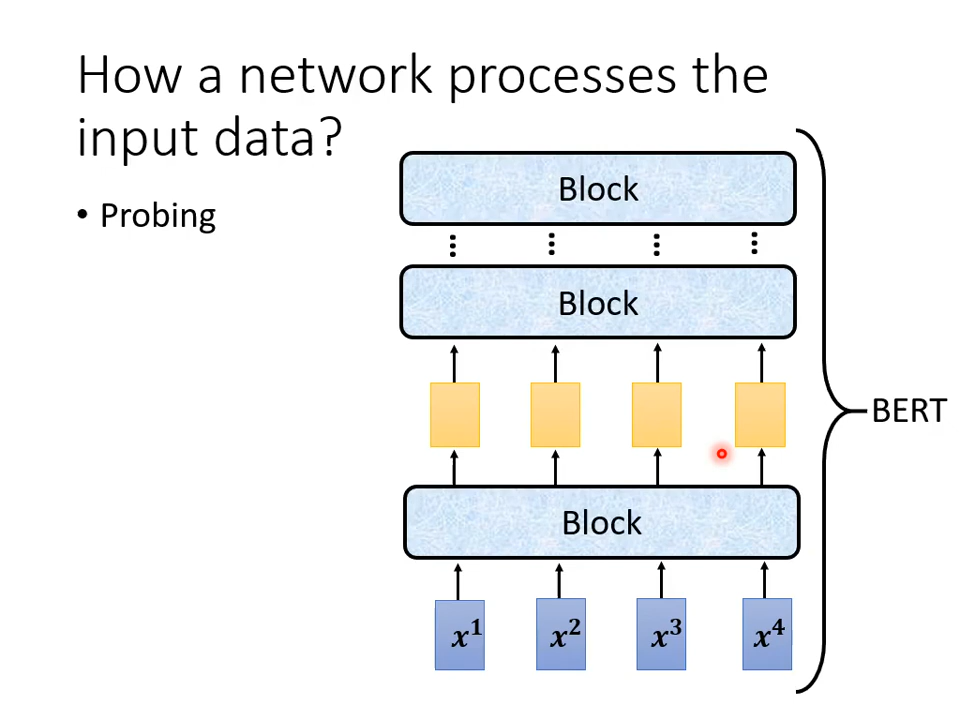 How a network processes the
input data?
• Probing
Block
Block
BERT
Block
x¹ x² x³ x⁴